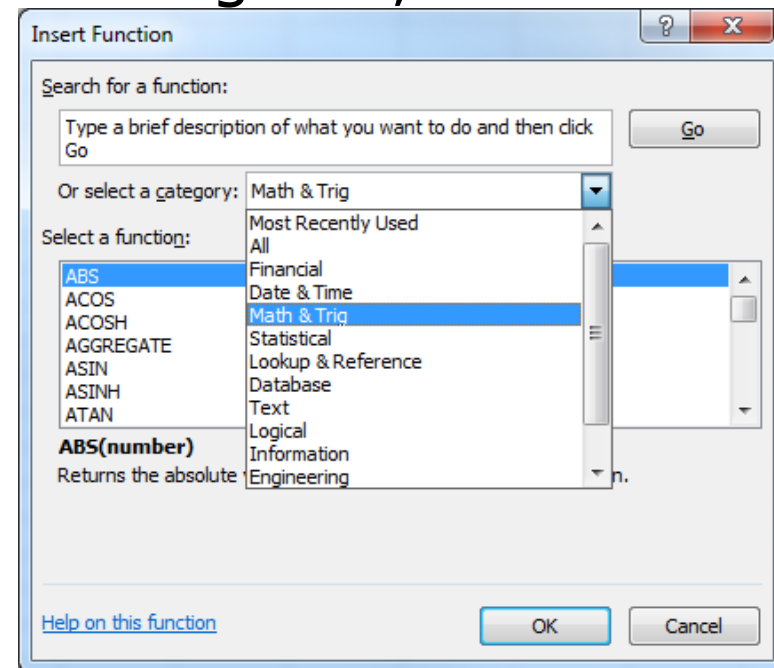 Insert Function
Search for a function:
Type a brief description of what you want to do and then click
Go
Go
Or select a category: Math & Trig
Most Recently Used
All
Financial
Date & Time
Math & Trig
Statistical
Lookup & Reference
Database
Text
Logical
Information
Engineering
Select a function:
ABS
ACOS
ACOSH
AGGREGATE
ASIN
ASINH
ATAN
ABS(number)
Returns the absolute
Help on this function
OK
Cancel